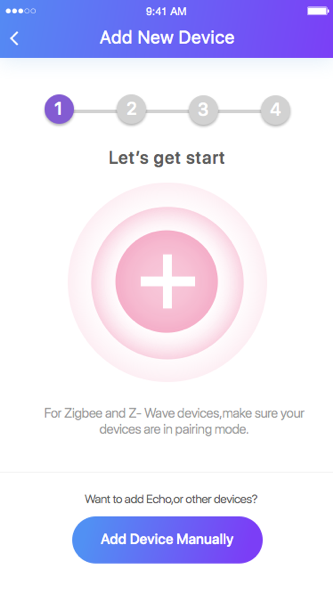 9:41 AM
Add New Device
1 2 3 4
Let's get start
For Zigbee and Z- Wave devices,make sure your
devices are in pairing mode.
Want to add Echo,or other devices?
Add Device Manually